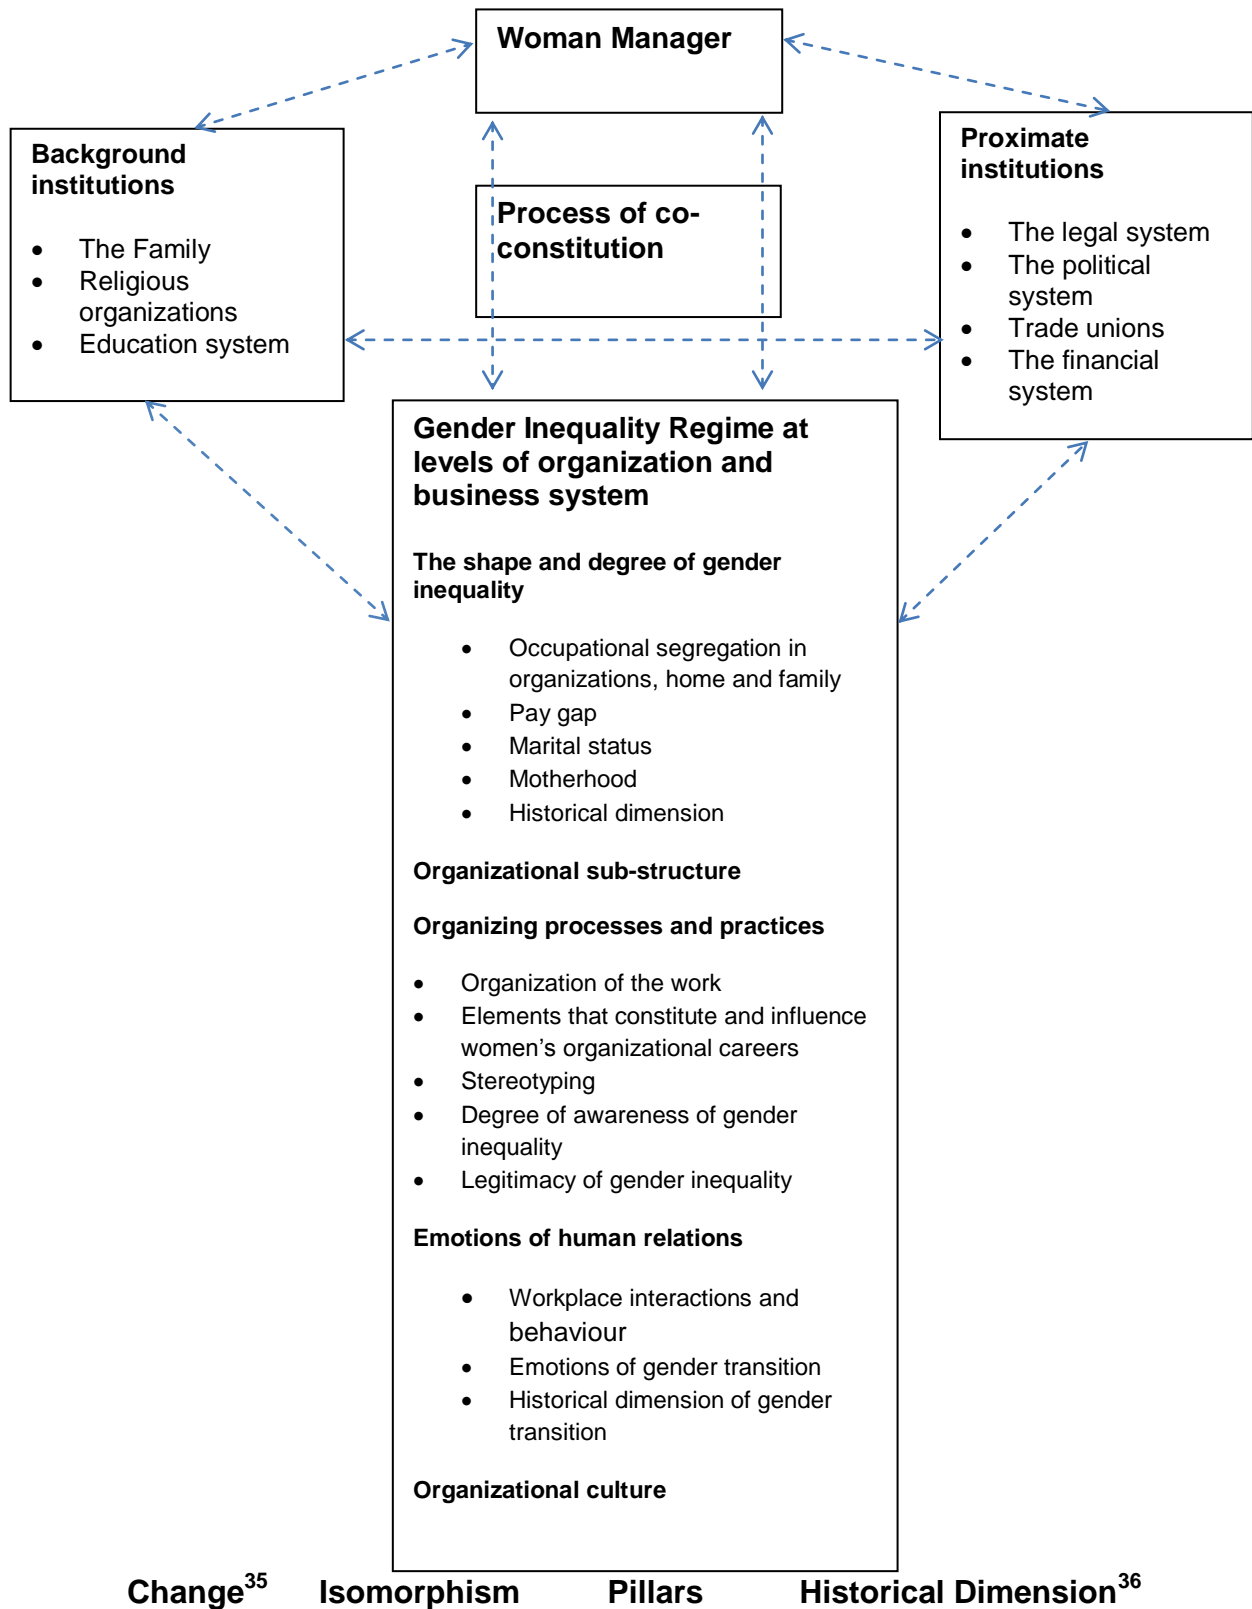 Woman Manager
Background
institutions
• The Family
• Religious
organizations
• Education system
Process of co-
constitution
Proximate
institutions
• The legal system
• The political
system
• Trade unions
• The financial
system
Gender Inequality Regime at
levels of organization and
business system
The shape and degree of gender
inequality
• Occupational segregation in
organizations, home and family
• Pay gap
• Marital status
• Motherhood
• Historical dimension
Organizational sub-structure
Organizing processes and practices
• Organization of the work
• Elements that constitute and influence
women’s organizational careers
• Stereotyping
• Degree of awareness of gender
inequality
• Legitimacy of gender inequality
Emotions of human relations
• Workplace interactions and
behaviour
• Emotions of gender transition
• Historical dimension of gender
transition
Organizational culture
Change³⁵ Isomorphism Pillars Historical Dimension³⁶